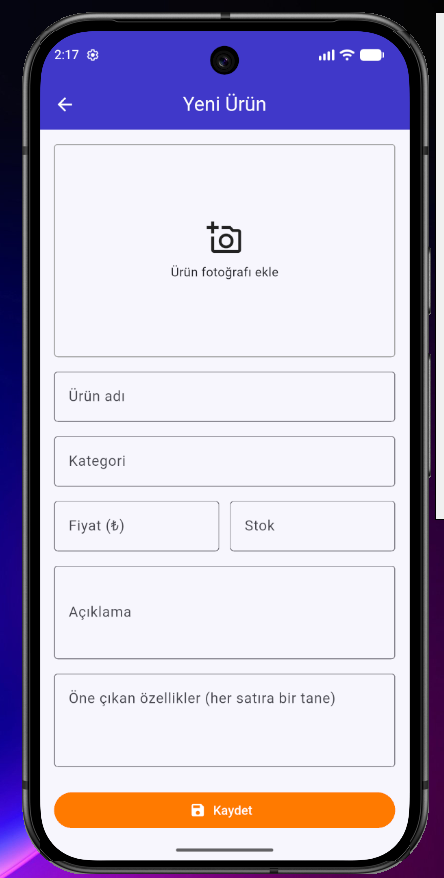 2:17
Yeni Ürün
Ürün fotoğrafı ekle
Ürün adı
Kategori
Fiyat (₺)
Stok
Açıklama
Öne çıkan özellikler (her satıra bir tane)
Kaydet